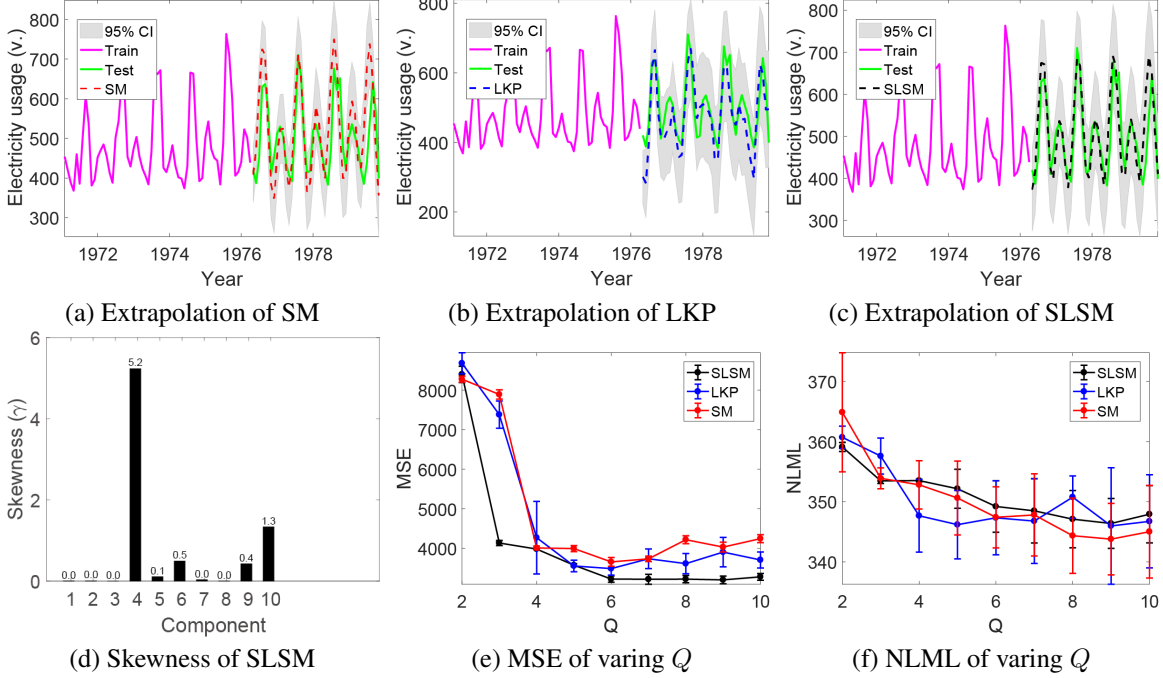 Electricity usage (v.)
800
700
600
500
400
300
95% CI
Train
Test
SM
1972 1974 1976 1978
Year
(a) Extrapolation of SM
Electricity usage (v.)
800
600
400
200
95% CI
Train
Test
LKP
1972 1974 1976 1978
Year
(b) Extrapolation of LKP
Electricity usage (v.)
800
700
600
500
400
300
95% CI
Train
Test
SLSM
1972 1974 1976 1978
Year
(c) Extrapolation of SLSM
Skewness (γ)
6
4
2
0
0.0 0.0 0.0 5.2 0.1 0.5 0.0 0.0 0.4 1.3
1 2 3 4 5 6 7 8 9 10
Component
(d) Skewness of SLSM
MSE
8000
7000
6000
5000
4000
SLSM
LKP
SM
2 4 6 8 10
Q
(e) MSE of varing Q
NLML
370
360
350
340
SLSM
LKP
SM
2 4 6 8 10
Q
(f) NLML of varing Q